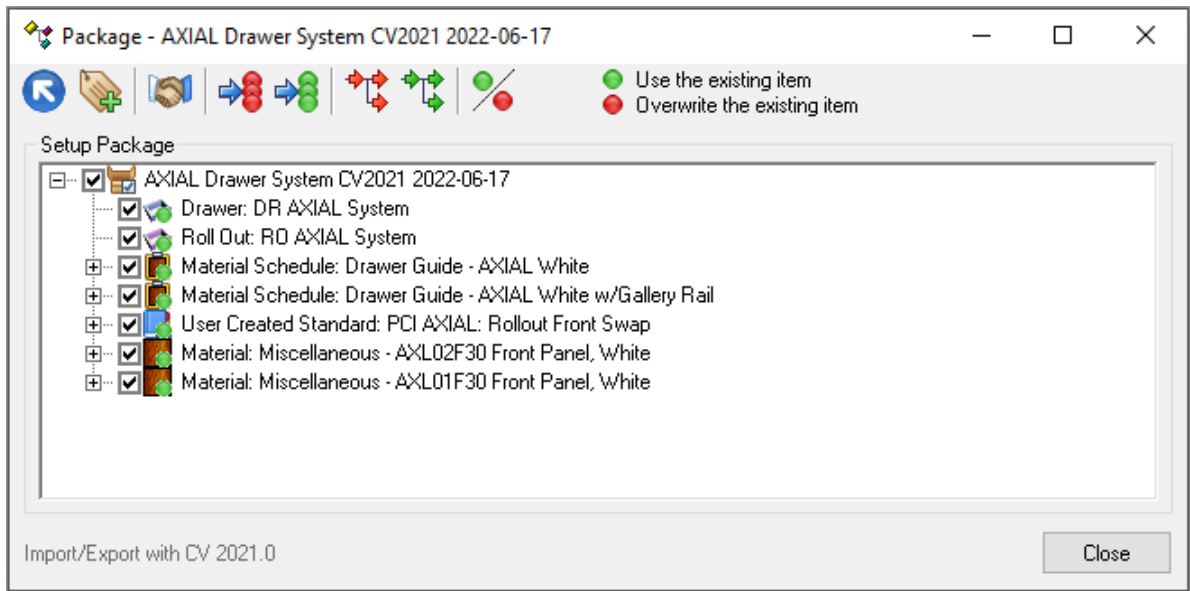 Package - AXIAL Drawer System CV2021 2022-06-17
Use the existing item
Overwrite the existing item
Setup Package
AXIAL Drawer System CV2021 2022-06-17
Drawer: DR AXIAL System
Roll Out: RO AXIAL System
Material Schedule: Drawer Guide - AXIAL White
Material Schedule: Drawer Guide - AXIAL White w/Gallery Rail
User Created Standard: PCI AXIAL: Rollout Front Swap
Material: Miscellaneous - AXL02F30 Front Panel, White
Material: Miscellaneous - AXL01F30 Front Panel, White
Import/Export with CV 2021.0
Close